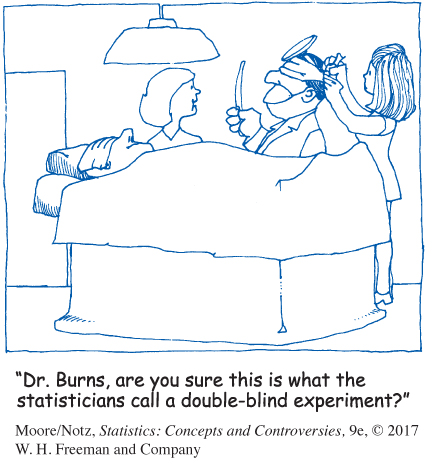 “Dr. Burns, are you sure this is what the
statisticians call a double-blind experiment?”
Moore/Notz, Statistics: Concepts and Controversies, 9e, © 2017
W. H. Freeman and Company